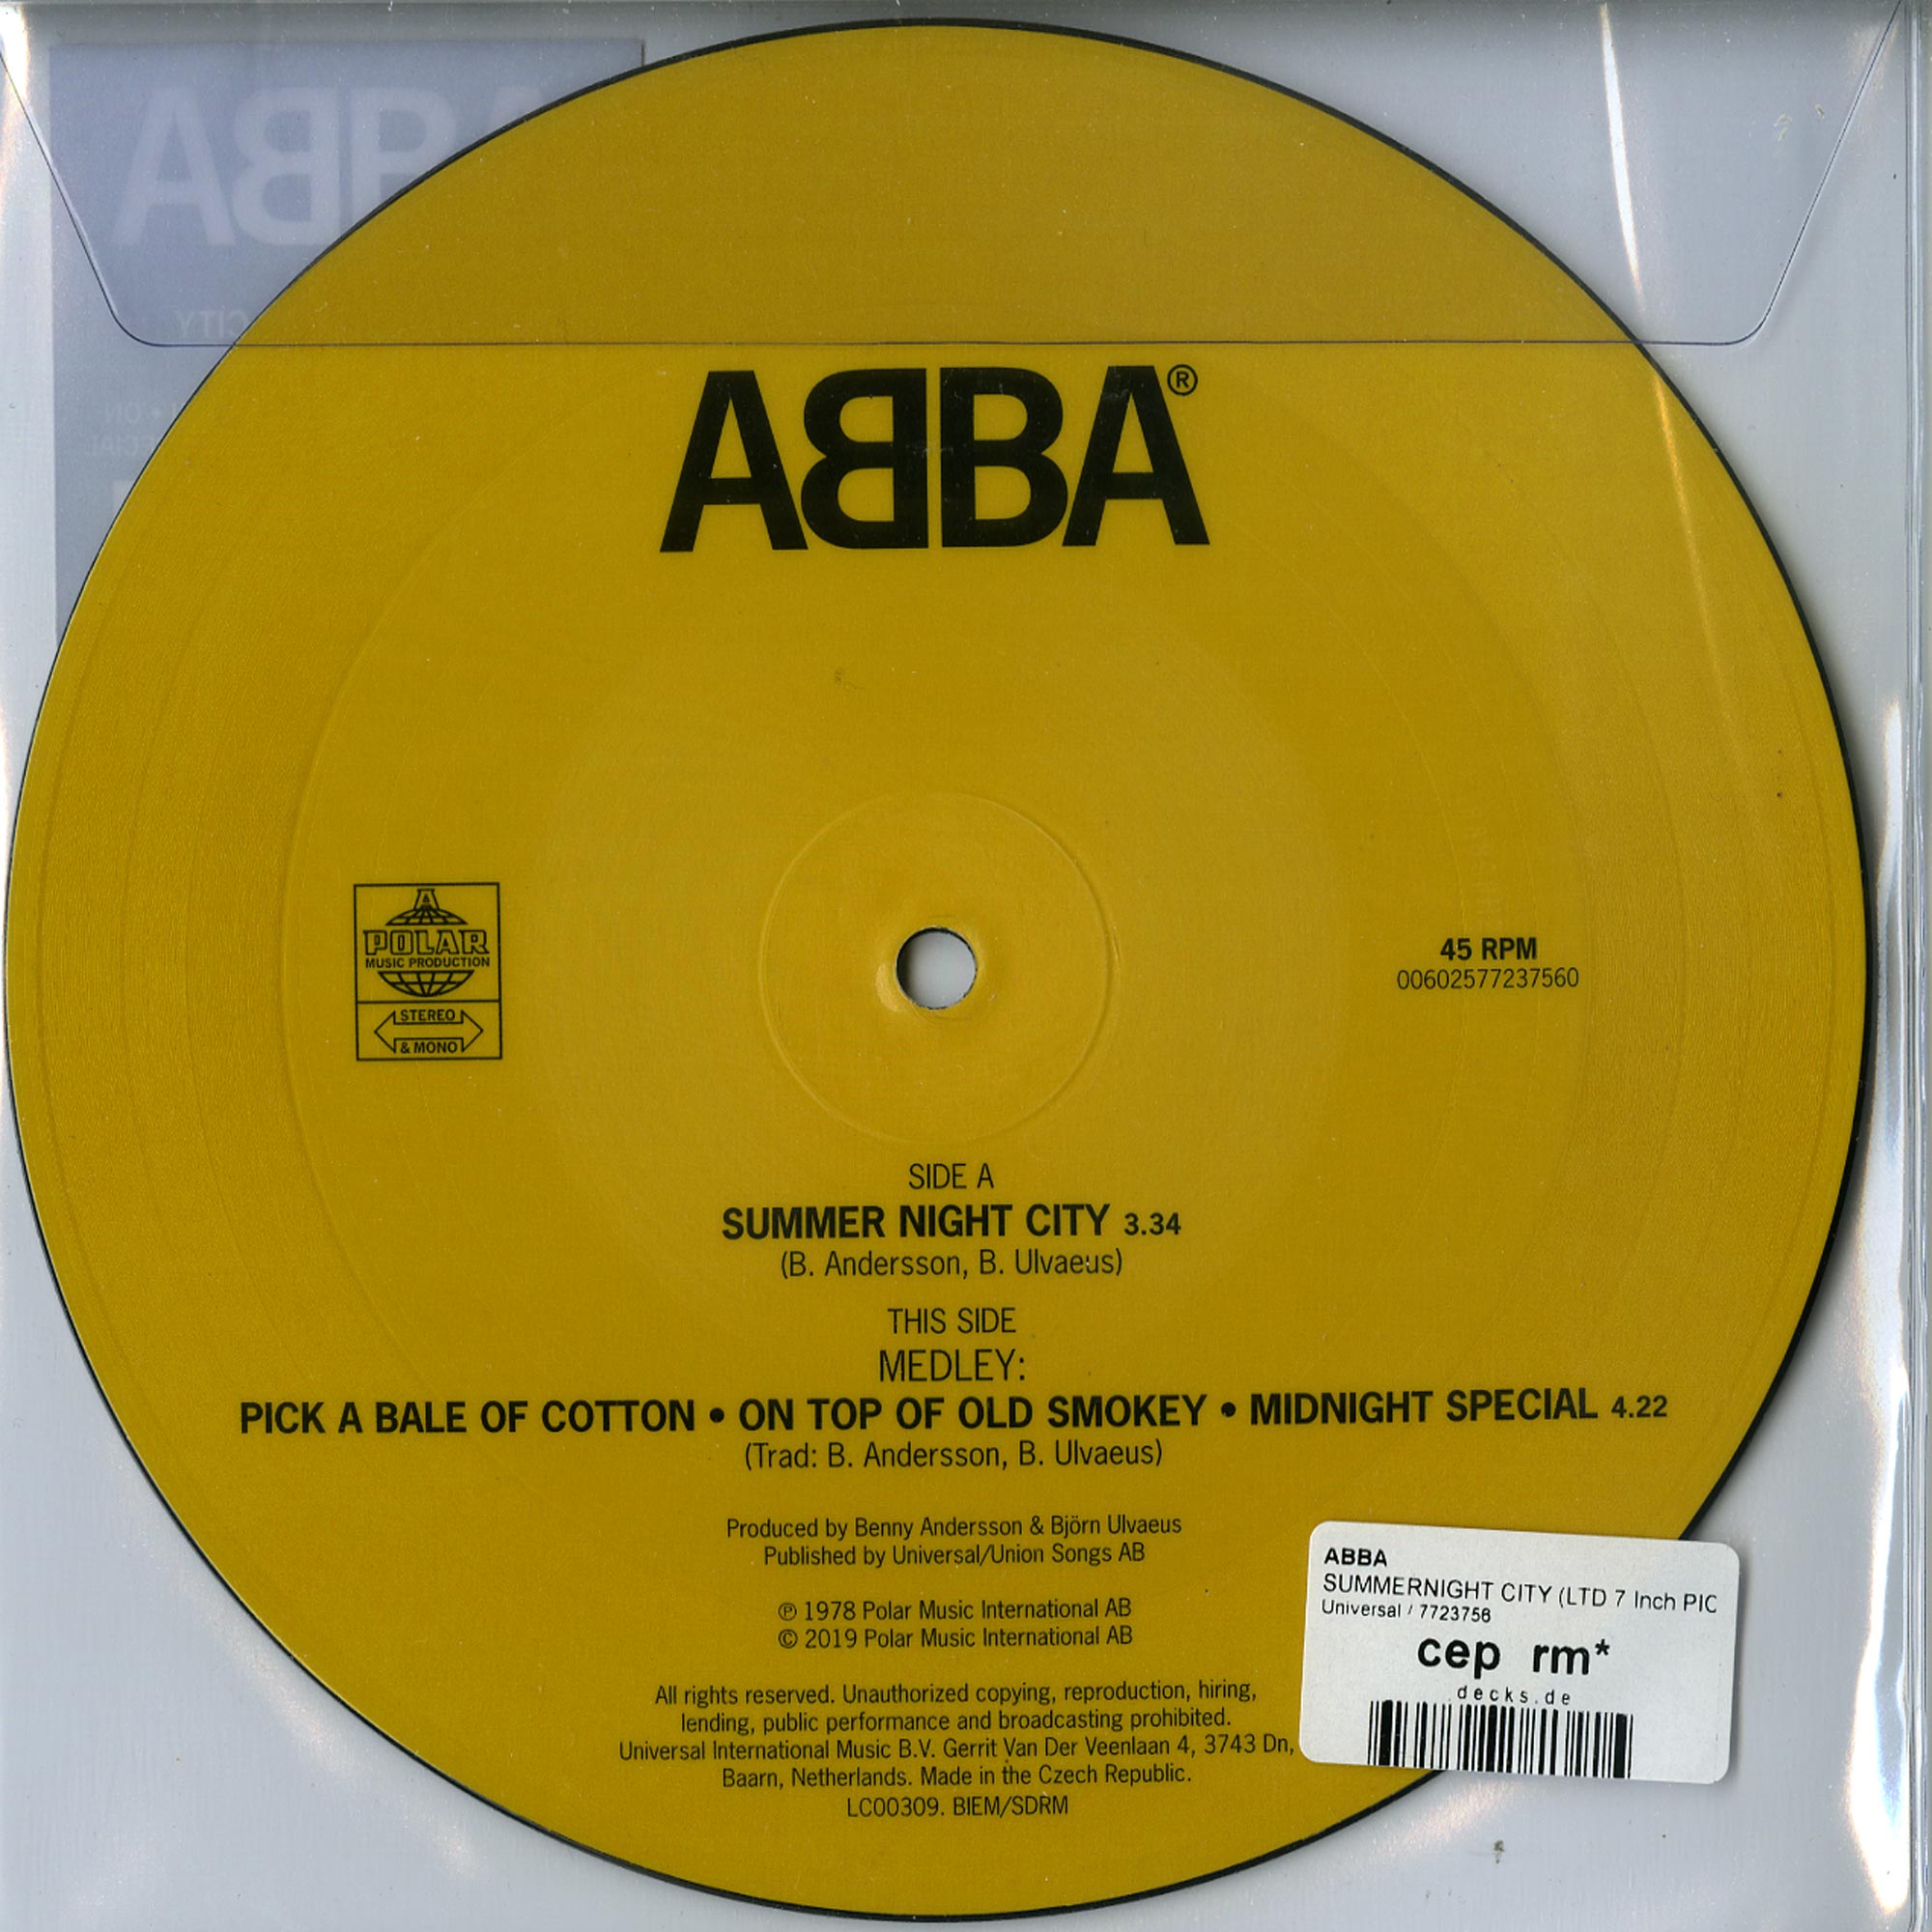 ABBA®
A
POLAR
MUSIC PRODUCTION
STEREO
& MONO
45 RPM
00602577237560
SIDE A
SUMMER NIGHT CITY 3.34
(B. Andersson, B. Ulvaeus)
THIS SIDE
MEDLEY:
PICK A BALE OF COTTON • ON TOP OF OLD SMOKEY • MIDNIGHT SPECIAL 4.22
(Trad: B. Andersson, B. Ulvaeus)
Produced by Benny Andersson & Björn Ulvaeus
Published by Universal/Union Songs AB
℗ 1978 Polar Music International AB
© 2019 Polar Music International AB
All rights reserved. Unauthorized copying, reproduction, hiring,
lending, public performance and broadcasting prohibited.
Universal International Music B.V. Gerrit Van Der Veenlaan 4, 3743 Dn,
Baarn, Netherlands. Made in the Czech Republic.
LC00309. BIEM/SDRM
ABBA
SUMMERNIGHT CITY (LTD 7 Inch PIC
Universal / 7723756
cep rm*
decks.de